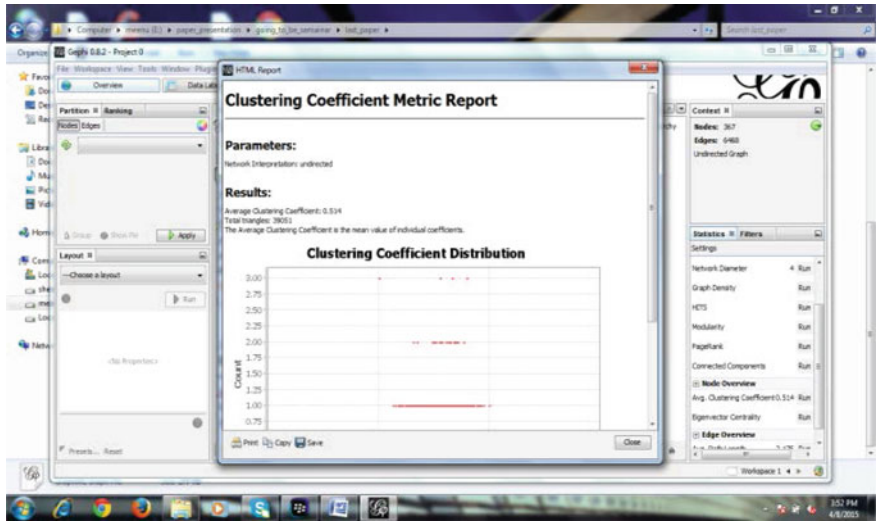 Computer ▸ meenu (E:) ▸ paper_presentation ▸ going_to_be_semainar ▸ last_paper ▸
Search last_paper
Organize
Gephi 0.8.2 - Project 0
File Workspace View Tools Window
Overview
Partition
Ranking
Nodes Edges
Group
Apply
Layout
---Choose a layout
Run
<No Properties>
Presets... Reset
HTML Report
Clustering Coefficient Metric Report
Parameters:
Network Interpretation: undirected
Results:
Average Clustering Coefficient: 0.514
Total triangles: 39051
The Average Clustering Coefficient is the mean value of individual coefficients.
Clustering Coefficient Distribution
Count
3.00
2.75
2.50
2.25
2.00
1.75
1.50
1.25
1.00
0.75
Print Copy Save
Close
Context
Nodes: 367
Edges: 6468
Undirected Graph
Statistics Filters
Settings
Network Diameter 4 Run
Graph Density Run
HITS Run
Modularity Run
PageRank Run
Connected Components Run
Node Overview
Avg. Clustering Coefficient 0.514 Run
Eigenvector Centrality Run
Edge Overview
Workspace 1
3:52 PM
4/8/2015